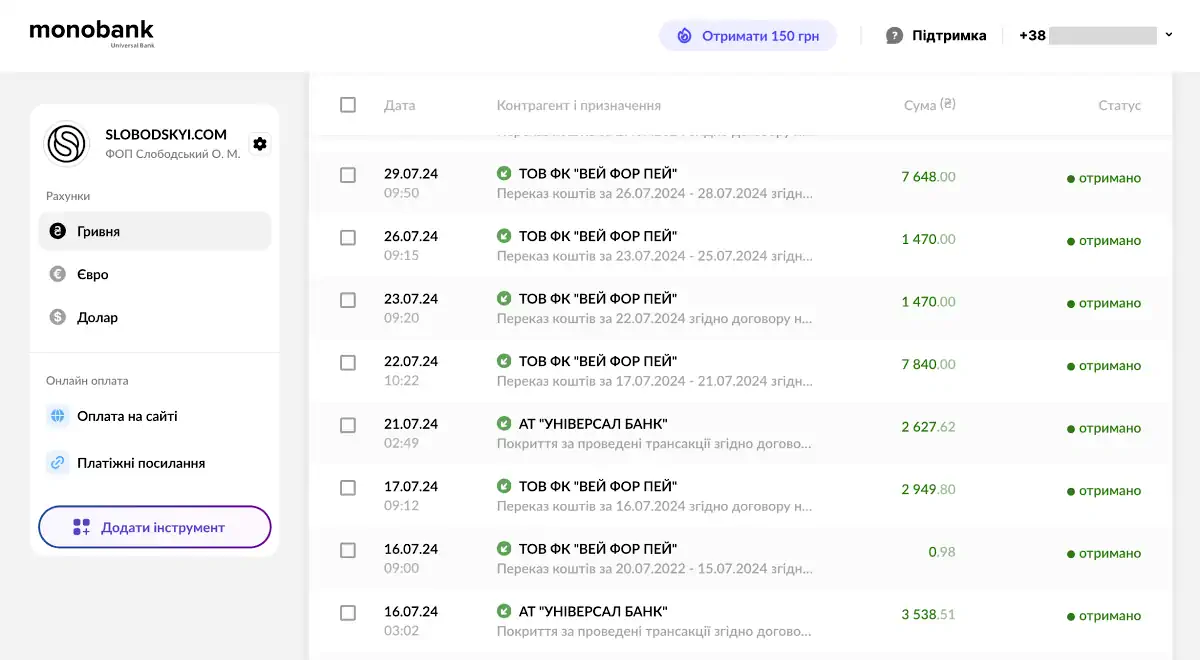 monobank
Universal Bank
Отримати 150 грн
Підтримка
+38
SLOBODSKYI.COM
ФОП Слободський О. М.
Рахунки
Гривня
Євро
Долар
Онлайн оплата
Оплата на сайті
Платіжні посилання
Додати інструмент
Дата Контрагент і призначення Сума (₴) Статус
29.07.24 ТОВ ФК "ВЕЙ ФОР ПЕЙ" 7 648.00 отримано
09:50 Переказ коштів за 26.07.2024 - 28.07.2024 згідн...
26.07.24 ТОВ ФК "ВЕЙ ФОР ПЕЙ" 1 470.00 отримано
09:15 Переказ коштів за 23.07.2024 - 25.07.2024 згідн...
23.07.24 ТОВ ФК "ВЕЙ ФОР ПЕЙ" 1 470.00 отримано
09:20 Переказ коштів за 22.07.2024 згідно договору н...
22.07.24 ТОВ ФК "ВЕЙ ФОР ПЕЙ" 7 840.00 отримано
10:22 Переказ коштів за 17.07.2024 - 21.07.2024 згідн...
21.07.24 АТ "УНІВЕРСАЛ БАНК" 2 627.62 отримано
02:49 Покриття за проведені трансакції згідно догово...
17.07.24 ТОВ ФК "ВЕЙ ФОР ПЕЙ" 2 949.80 отримано
09:12 Переказ коштів за 16.07.2024 згідно договору н...
16.07.24 ТОВ ФК "ВЕЙ ФОР ПЕЙ" 0.98 отримано
09:00 Переказ коштів за 20.07.2022 - 15.07.2024 згідн...
16.07.24 АТ "УНІВЕРСАЛ БАНК" 3 538.51 отримано
03:02 Покриття за проведені трансакції згідно догово...